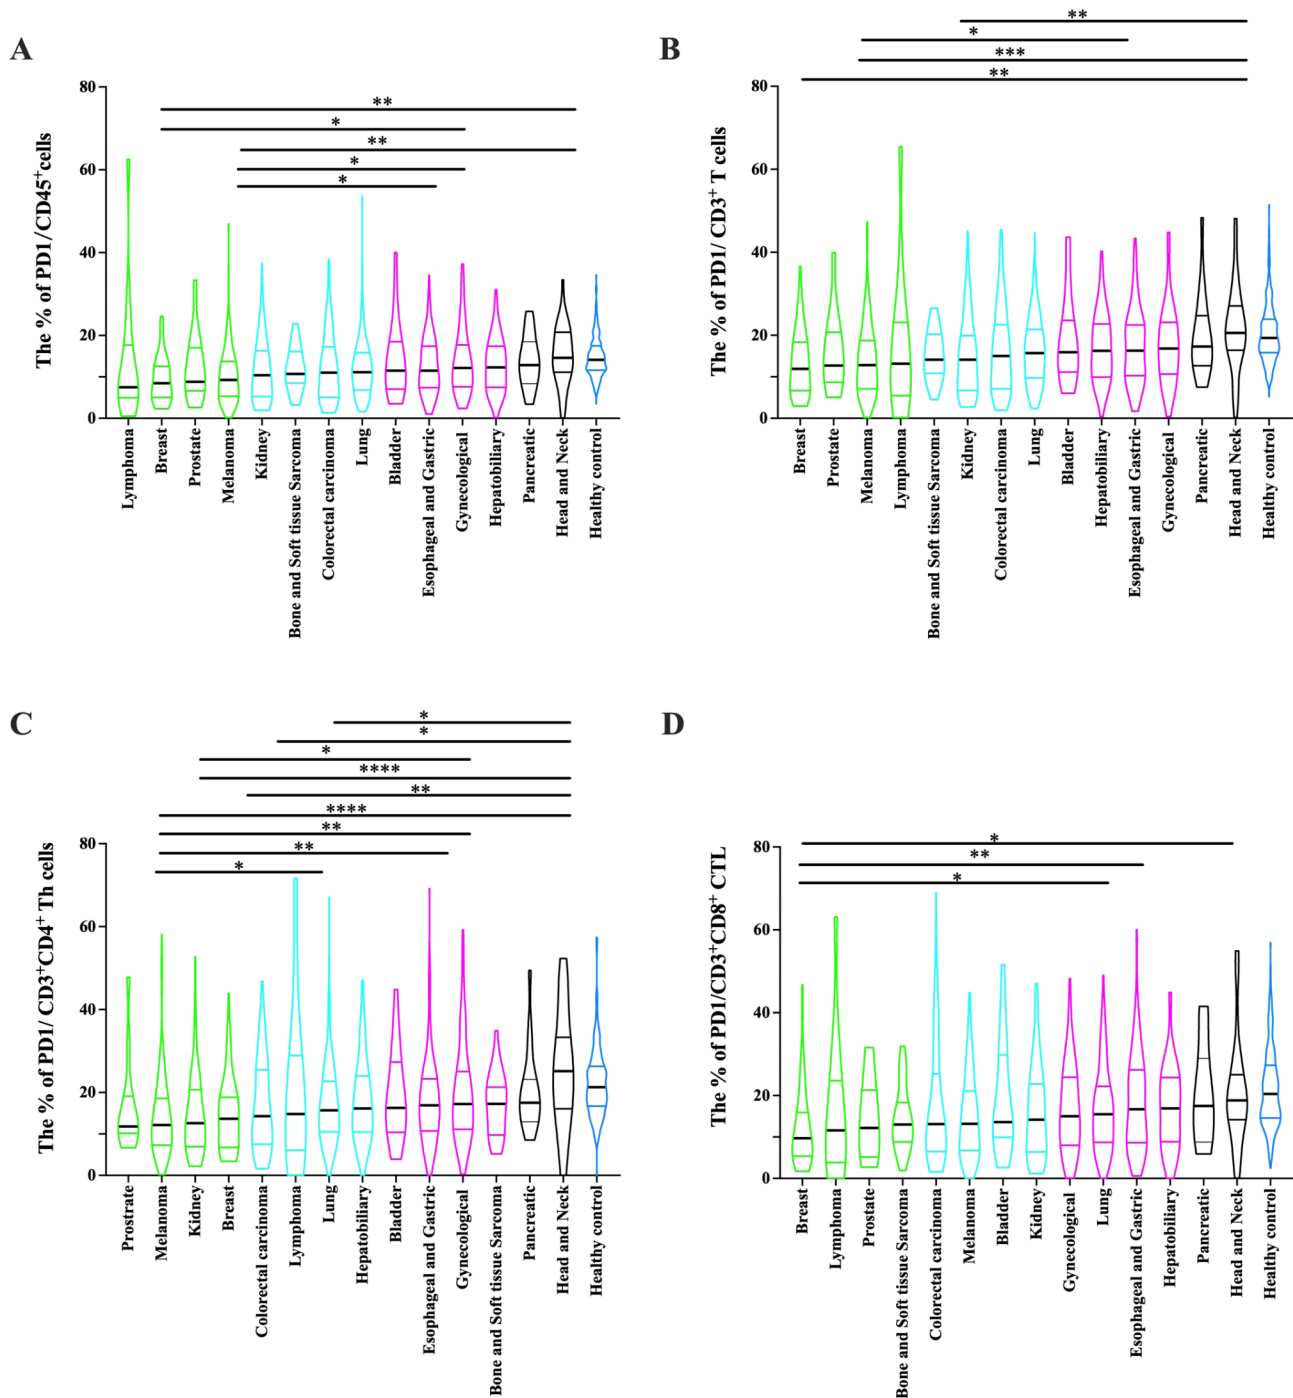 A
The % of PD1/CD45⁺cells
80
60
40
20
0
**
*
**
*
*
Lymphoma
Breast
Prostate
Melanoma
Kidney
Bone and Soft tissue Sarcoma
Colorectal carcinoma
Lung
Bladder
Esophageal and Gastric
Gynecological
Hepatobiliary
Pancreatic
Head and Neck
Healthy control
B
The % of PD1/ CD3⁺ T cells
80
60
40
20
0
**
*
***
**
Breast
Prostate
Melanoma
Lymphoma
Bone and Soft tissue Sarcoma
Kidney
Colorectal carcinoma
Lung
Bladder
Hepatobiliary
Esophageal and Gastric
Gynecological
Pancreatic
Head and Neck
Healthy control
C
The % of PD1/ CD3⁺CD4⁺ Th cells
80
60
40
20
0
*
*
*
****
**
****
**
**
*
Prostrate
Melanoma
Kidney
Breast
Colorectal carcinoma
Lymphoma
Lung
Hepatobiliary
Bladder
Esophageal and Gastric
Gynecological
Bone and Soft tissue Sarcoma
Pancreatic
Head and Neck
Healthy control
D
The % of PD1/CD3⁺CD8⁺ CTL
80
60
40
20
0
*
**
*
Breast
Lymphoma
Prostate
Bone and Soft tissue Sarcoma
Colorectal carcinoma
Melanoma
Bladder
Kidney
Gynecological
Lung
Esophageal and Gastric
Hepatobiliary
Pancreatic
Head and Neck
Healthy control